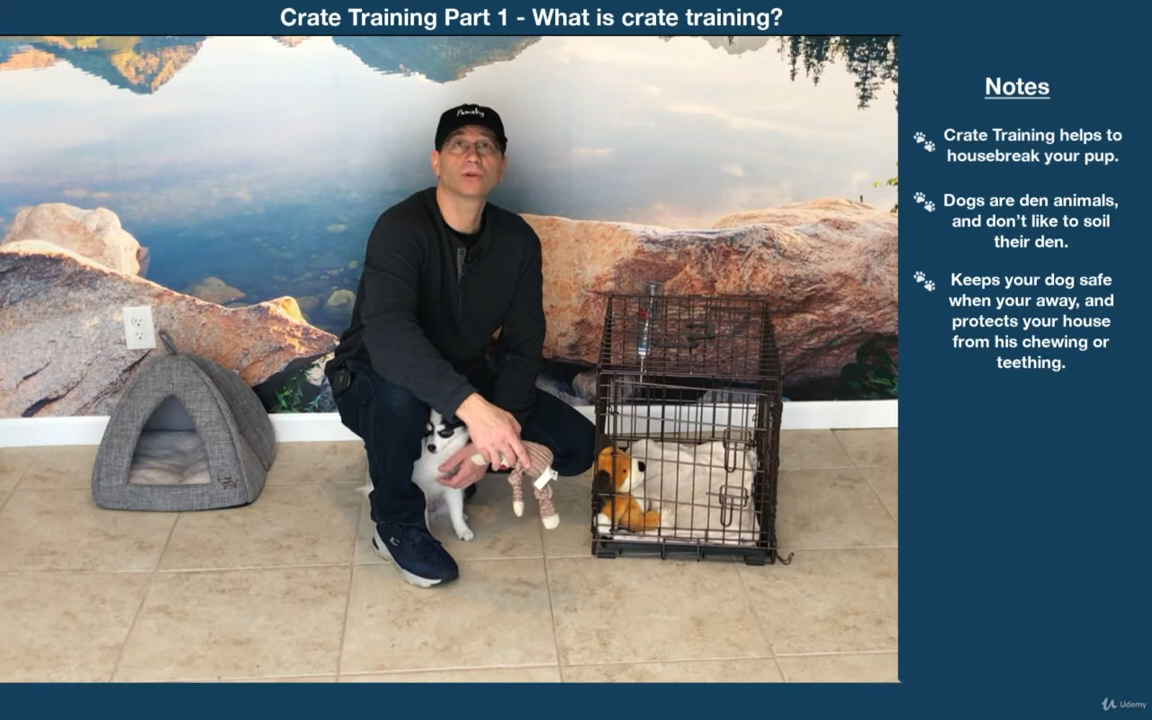 Crate Training Part 1 - What is crate training?
Notes
Crate Training helps to
housebreak your pup.
Dogs are den animals,
and don't like to soil
their den.
Keeps your dog safe
when your away, and
protects your house
from his chewing or
teething.
Udemy